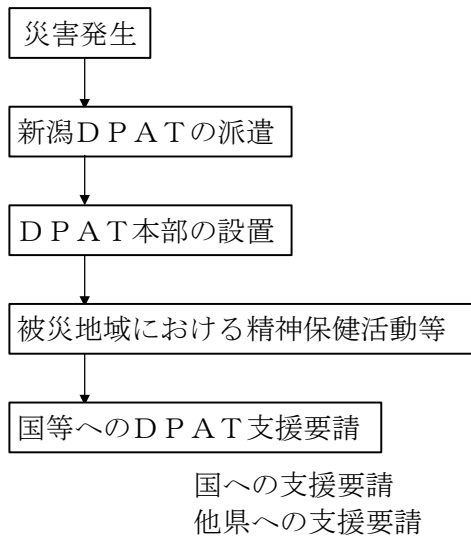 災害発生
新潟ＤＰＡＴの派遣
ＤＰＡＴ本部の設置
被災地域における精神保健活動等
国等へのＤＰＡＴ支援要請
国への支援要請
他県への支援要請